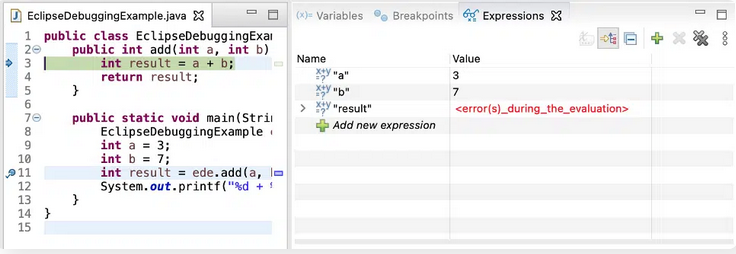 EclipseDebuggingExample.java
1 public class EclipseDebuggingExa
2 public int add(int a, int b)
3 int result = a + b;
4 return result;
5 }
6
7 public static void main(Strin
8 EclipseDebuggingExample
9 int a = 3;
10 int b = 7;
11 int result = ede.add(a,
12 System.out.printf("%d +
13 }
14 }
15
(x)= Variables
Breakpoints
Expressions
Name Value
x+y=? "a" 3
x+y=? "b" 7
x+y=? "result" <error(s)_during_the_evaluation>
Add new expression